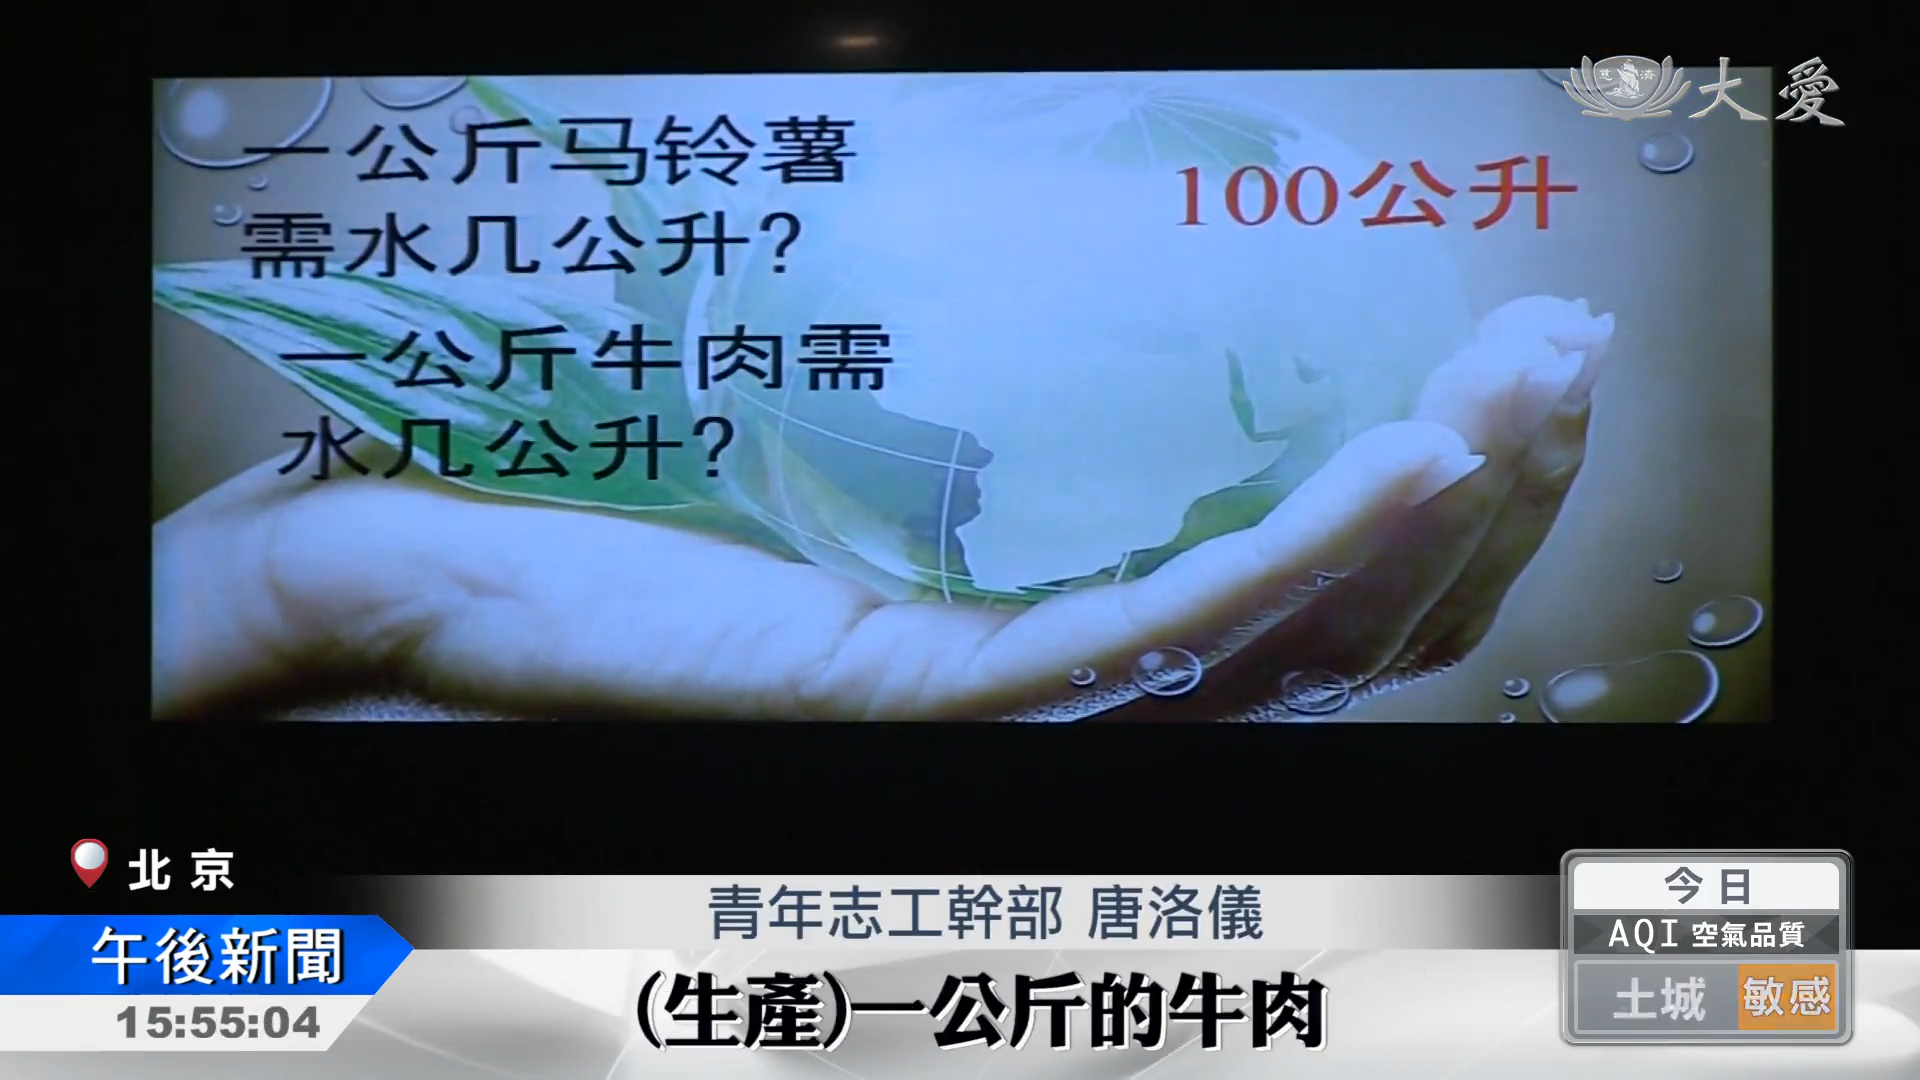 慈濟
大愛
一公斤马铃薯
需水几公升?
100公升
一公斤牛肉需
水几公升?
北京
青年志工幹部 唐洛儀
午後新聞
(生產)一公斤的牛肉
15:55:04
今日
AQI 空氣品質
土城 敏感